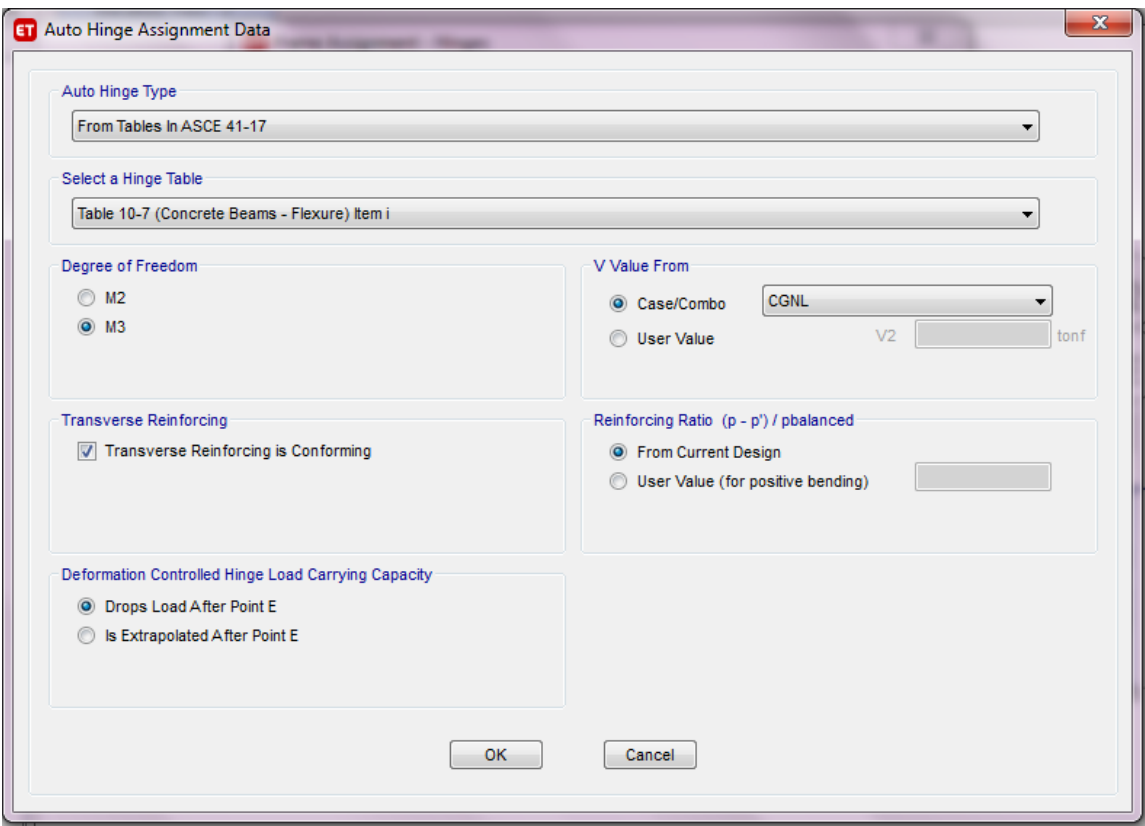 ET Auto Hinge Assignment Data
Auto Hinge Type
From Tables In ASCE 41-17
Select a Hinge Table
Table 10-7 (Concrete Beams - Flexure) Item i
Degree of Freedom
M2
M3
V Value From
Case/Combo CGNL
User Value V2 tonf
Transverse Reinforcing
Transverse Reinforcing is Conforming
Reinforcing Ratio (p - p') / pbalanced
From Current Design
User Value (for positive bending)
Deformation Controlled Hinge Load Carrying Capacity
Drops Load After Point E
Is Extrapolated After Point E
OK Cancel